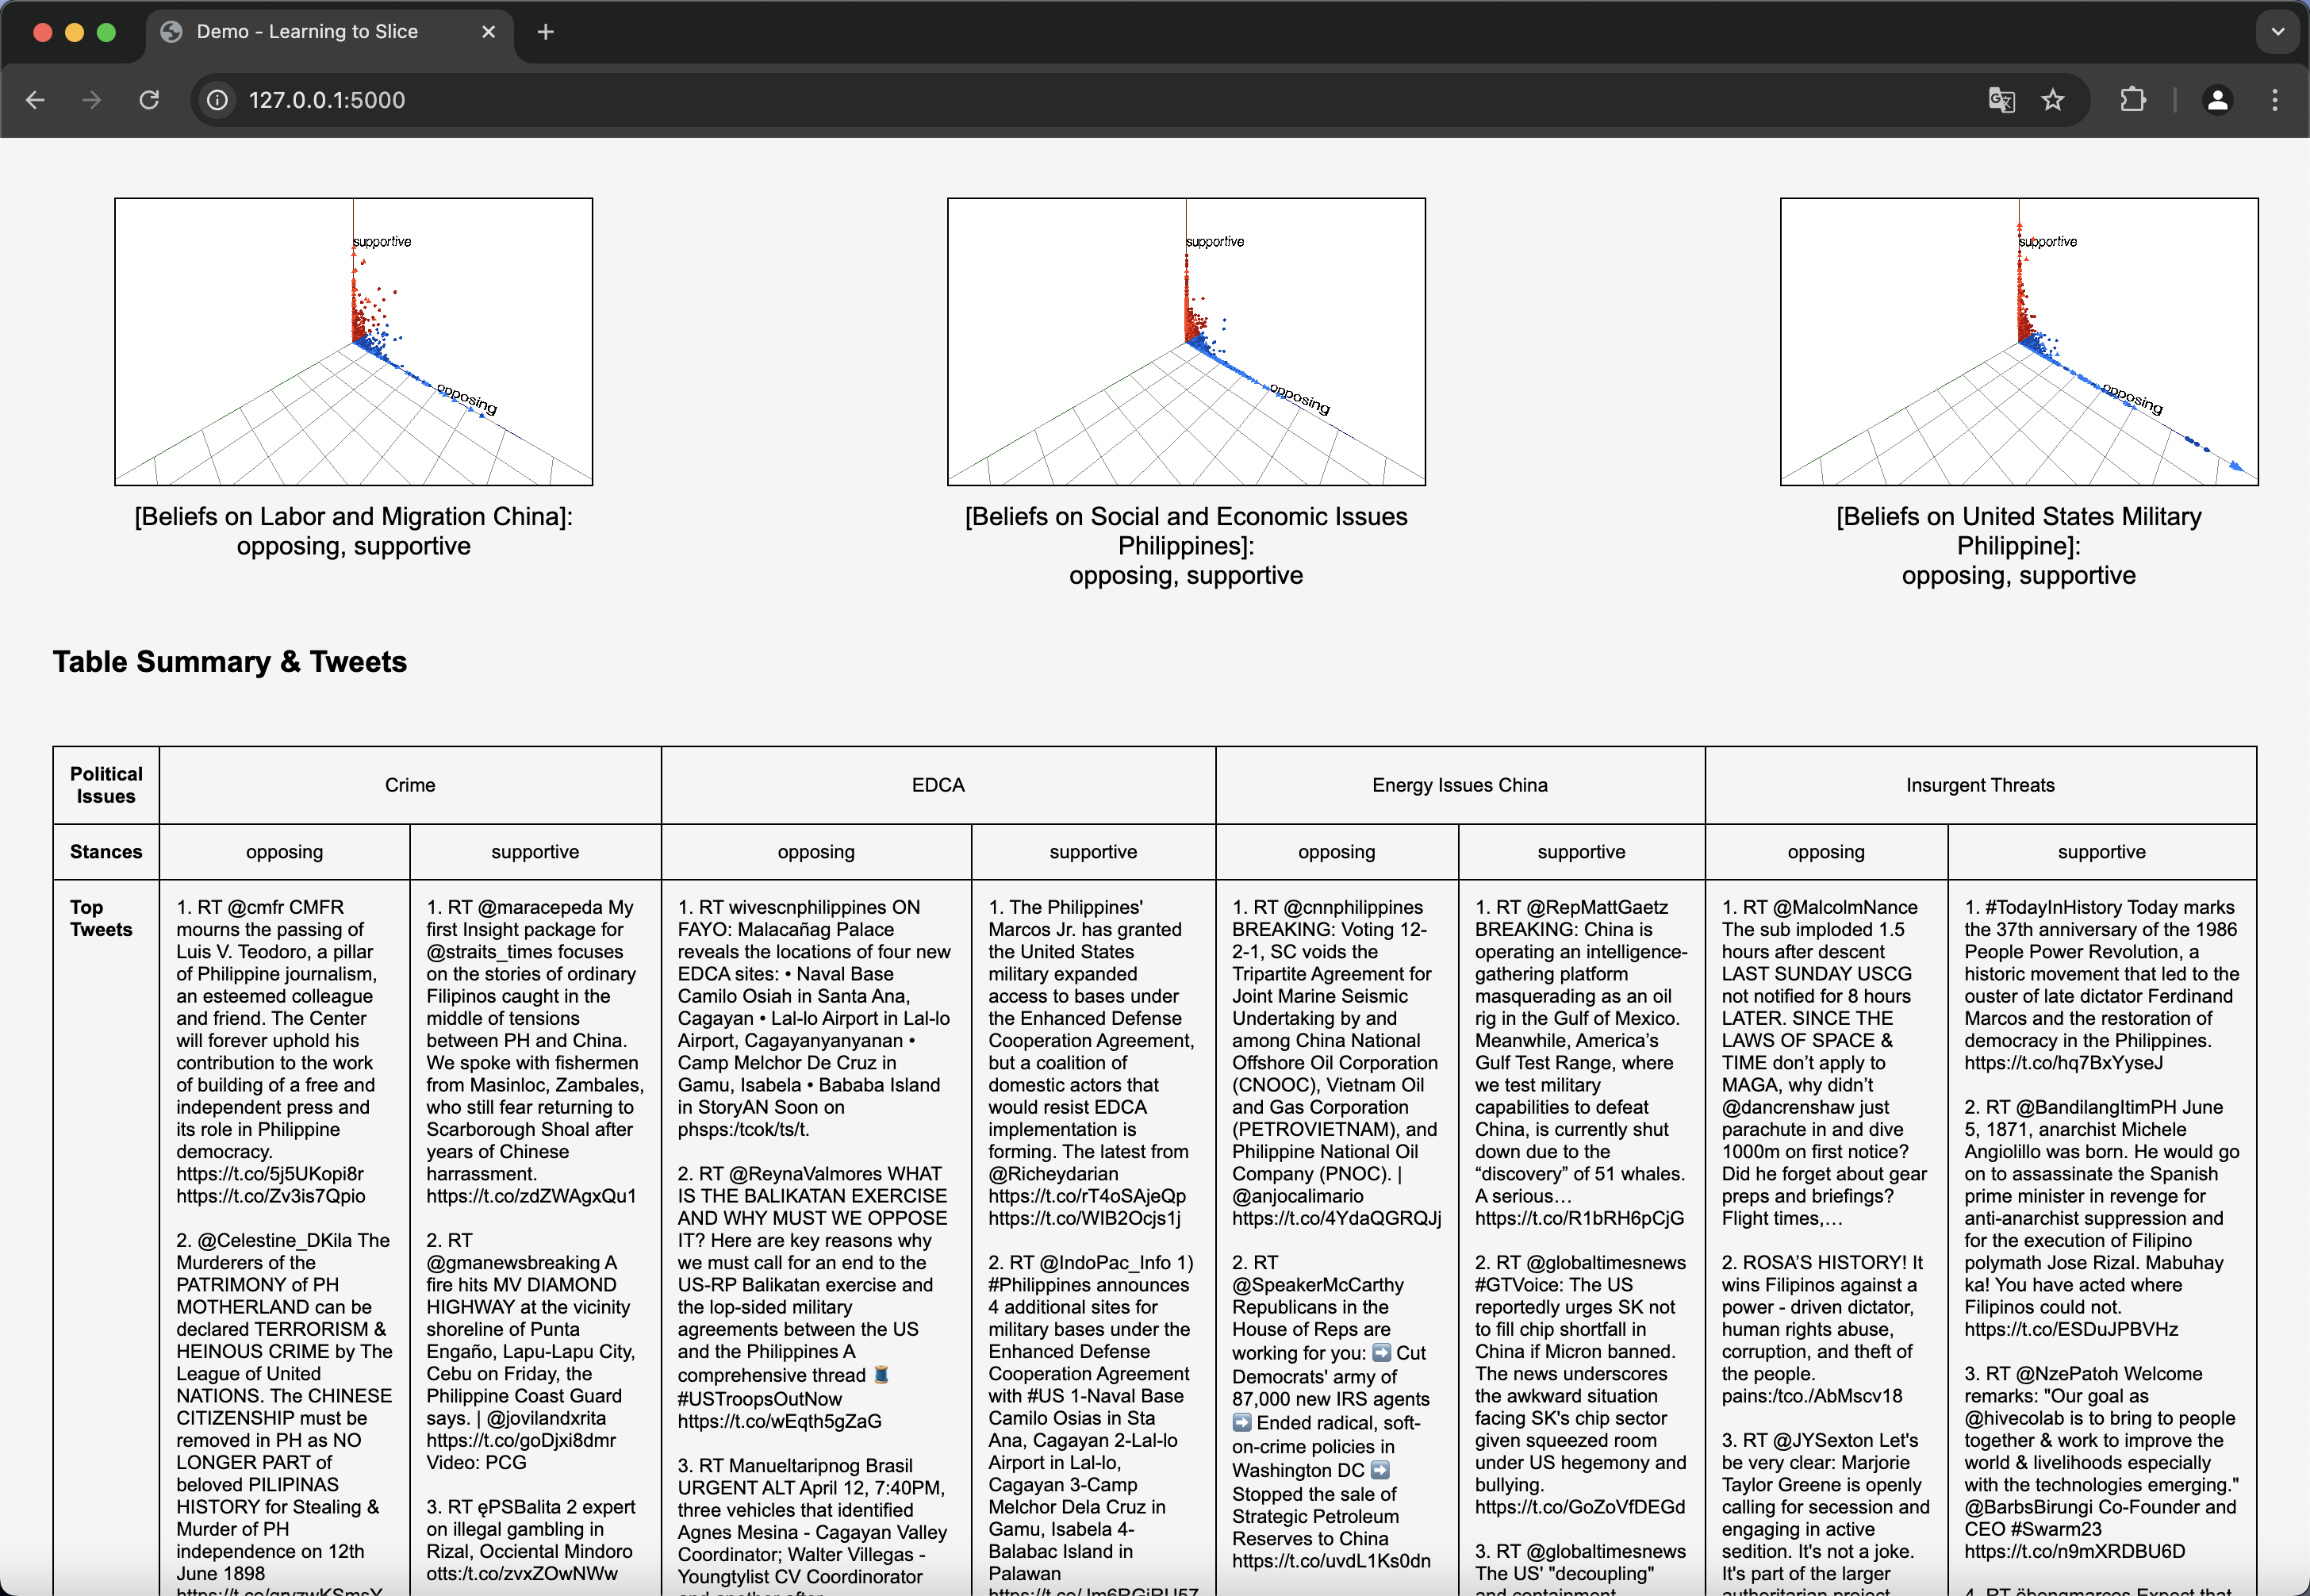 Demo - Learning to Slice
127.0.0.1:5000
supportive
opposing
supportive
opposing
supportive
opposing
[Beliefs on Labor and Migration China]:
opposing, supportive
[Beliefs on Social and Economic Issues
Philippines]:
opposing, supportive
[Beliefs on United States Military
Philippine]:
opposing, supportive
Table Summary & Tweets
Political
Issues
Crime
EDCA
Energy Issues China
Insurgent Threats
Stances
opposing
supportive
opposing
supportive
opposing
supportive
opposing
supportive
Top
Tweets
1. RT @cmfr CMFR
mourns the passing of
Luis V. Teodoro, a pillar
of Philippine journalism,
an esteemed colleague
and friend. The Center
will forever uphold his
contribution to the work
of building of a free and
independent press and
its role in Philippine
democracy.
https://t.co/5j5UKopi8r
https://t.co/Zv3is7Qpio
2. @Celestine_DKila The
Murderers of the
PATRIMONY of PH
MOTHERLAND can be
declared TERRORISM &
HEINOUS CRIME by The
League of United
NATIONS. The CHINESE
CITIZENSHIP must be
removed in PH as NO
LONGER PART of
beloved PILIPINAS
HISTORY for Stealing &
Murder of PH
independence on 12th
June 1898
1. RT @maracepeda My
first Insight package for
@straits_times focuses
on the stories of ordinary
Filipinos caught in the
middle of tensions
between PH and China.
We spoke with fishermen
from Masinloc, Zambales,
who still fear returning to
Scarborough Shoal after
years of Chinese
harrassment.
https://t.co/zdZWAgxQu1
2. RT
@gmanewsbreaking A
fire hits MV DIAMOND
HIGHWAY at the vicinity
shoreline of Punta
Engaño, Lapu-Lapu City,
Cebu on Friday, the
Philippine Coast Guard
says. | @jovilandxrita
https://t.co/goDjxi8dmr
Video: PCG
3. RT ęPSBalita 2 expert
on illegal gambling in
Rizal, Occiental Mindoro
otts:/t.co/zvxZOwNWw
1. RT wivescnphilippines ON
FAYO: Malacañag Palace
reveals the locations of four new
EDCA sites: • Naval Base
Camilo Osiah in Santa Ana,
Cagayan • Lal-lo Airport in Lal-lo
Airport, Cagayanyanyanan •
Camp Melchor De Cruz in
Gamu, Isabela • Bababa Island
in StoryAN Soon on
phsps:/tcok/ts/t.
2. RT @ReynaValmores WHAT
IS THE BALIKATAN EXERCISE
AND WHY MUST WE OPPOSE
IT? Here are key reasons why
we must call for an end to the
US-RP Balikatan exercise and
the lop-sided military
agreements between the US
and the Philippines A
comprehensive thread 🧵
#USTroopsOutNow
https://t.co/wEqth5gZaG
3. RT Manueltaripnog Brasil
URGENT ALT April 12, 7:40PM,
three vehicles that identified
Agnes Mesina - Cagayan Valley
Coordinator; Walter Villegas -
Youngtylist CV Coordinorator
1. The Philippines'
Marcos Jr. has granted
the United States
military expanded
access to bases under
the Enhanced Defense
Cooperation Agreement,
but a coalition of
domestic actors that
would resist EDCA
implementation is
forming. The latest from
@Richeydarian
https://t.co/rT4oSAjeQp
https://t.co/WIB2Ocjs1j
2. RT @IndoPac_Info 1)
#Philippines announces
4 additional sites for
military bases under the
Enhanced Defense
Cooperation Agreement
with #US 1-Naval Base
Camilo Osias in Sta
Ana, Cagayan 2-Lal-lo
Airport in Lal-lo,
Cagayan 3-Camp
Melchor Dela Cruz in
Gamu, Isabela 4-
Balabac Island in
Palawan
1. RT @cnnphilippines
BREAKING: Voting 12-
2-1, SC voids the
Tripartite Agreement for
Joint Marine Seismic
Undertaking by and
among China National
Offshore Oil Corporation
(CNOOC), Vietnam Oil
and Gas Corporation
(PETROVIETNAM), and
Philippine National Oil
Company (PNOC). |
@anjocalimario
https://t.co/4YdaQGRQJj
2. RT
@SpeakerMcCarthy
Republicans in the
House of Reps are
working for you: ➡️ Cut
Democrats' army of
87,000 new IRS agents
➡️ Ended radical, soft-
on-crime policies in
Washington DC ➡️
Stopped the sale of
Strategic Petroleum
Reserves to China
https://t.co/uvdL1Ks0dn
1. RT @RepMattGaetz
BREAKING: China is
operating an intelligence-
gathering platform
masquerading as an oil
rig in the Gulf of Mexico.
Meanwhile, America’s
Gulf Test Range, where
we test military
capabilities to defeat
China, is currently shut
down due to the
“discovery” of 51 whales.
A serious…
https://t.co/R1bRH6pCjG
2. RT @globaltimesnews
#GTVoice: The US
reportedly urges SK not
to fill chip shortfall in
China if Micron banned.
The news underscores
the awkward situation
facing SK's chip sector
given squeezed room
under US hegemony and
bullying.
https://t.co/GoZoVfDEGd
3. RT @globaltimesnews
The US' "decoupling"
and containment
1. RT @MalcolmNance
The sub imploded 1.5
hours after descent
LAST SUNDAY USCG
not notified for 8 hours
LATER. SINCE THE
LAWS OF SPACE &
TIME don’t apply to
MAGA, why didn’t
@dancrenshaw just
parachute in and dive
1000m on first notice?
Did he forget about gear
preps and briefings?
Flight times,…
2. ROSA’S HISTORY! It
wins Filipinos against a
power - driven dictator,
human rights abuse,
corruption, and theft of
the people.
pains:/tco./AbMscv18
3. RT @JYSexton Let's
be very clear: Marjorie
Taylor Greene is openly
calling for secession and
engaging in active
sedition. It's not a joke.
It's part of the larger
authoritarian project
1. #TodayInHistory Today marks
the 37th anniversary of the 1986
People Power Revolution, a
historic movement that led to the
ouster of late dictator Ferdinand
Marcos and the restoration of
democracy in the Philippines.
https://t.co/hq7BxYyseJ
2. RT @BandilangItimPH June
5, 1871, anarchist Michele
Angiolillo was born. He would go
on to assassinate the Spanish
prime minister in revenge for
anti-anarchist suppression and
for the execution of Filipino
polymath Jose Rizal. Mabuhay
ka! You have acted where
Filipinos could not.
https://t.co/ESDuJPBVHz
3. RT @NzePatoh Welcome
remarks: "Our goal as
@hivecolab is to bring to people
together & work to improve the
world & livelihoods especially
with the technologies emerging."
@BarbsBirungi Co-Founder and
CEO #Swarm23
https://t.co/n9mXRDBU6D